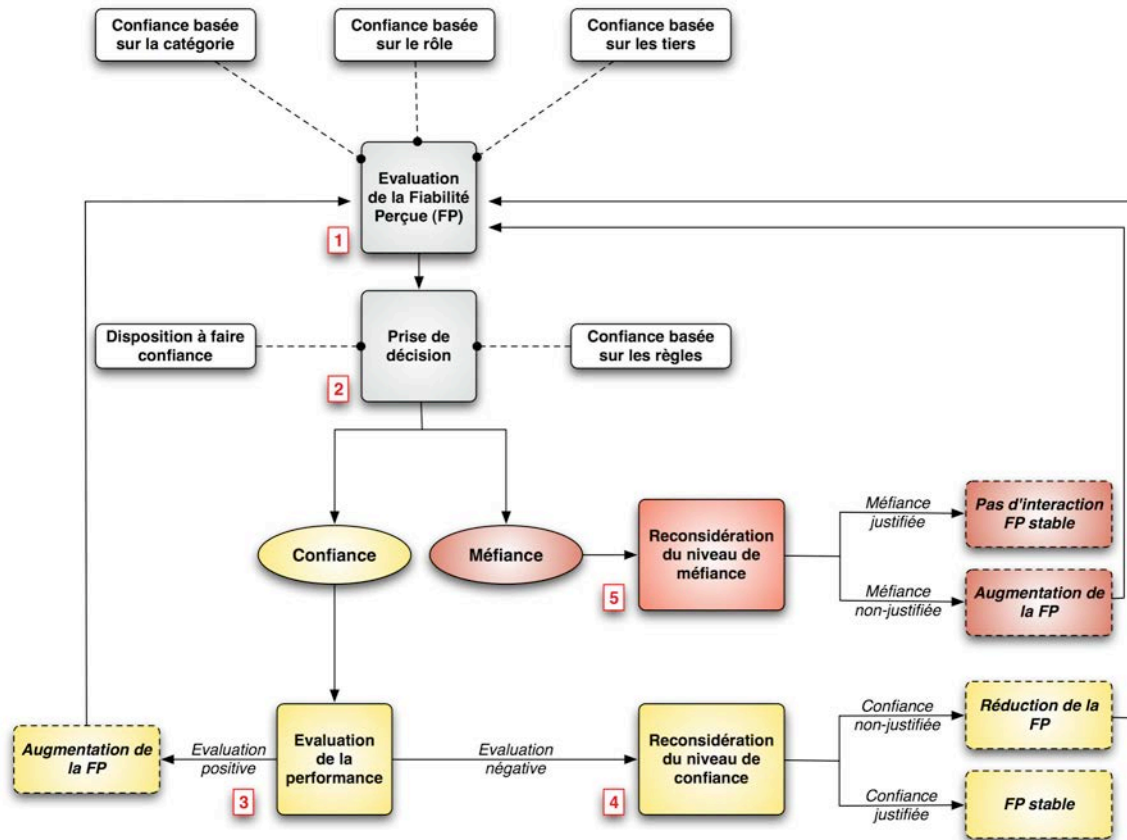 Confiance basée
sur la catégorie
Confiance basée
sur le rôle
Confiance basée
sur les tiers
Evaluation
de la Fiabilité
Perçue (FP)
1
Disposition à faire
confiance
Prise de
décision
Confiance basée
sur les règles
2
Confiance
Méfiance
Reconsidération
du niveau de
méfiance
5
Méfiance
justifiée
Pas d'interaction
FP stable
Méfiance
non-justifiée
Augmentation de
la FP
Augmentation de
la FP
Evaluation
positive
Evaluation
de la
performance
3
Evaluation
négative
Reconsidération
du niveau de
confiance
4
Confiance
non-justifiée
Réduction de la
FP
Confiance
justifiée
FP stable